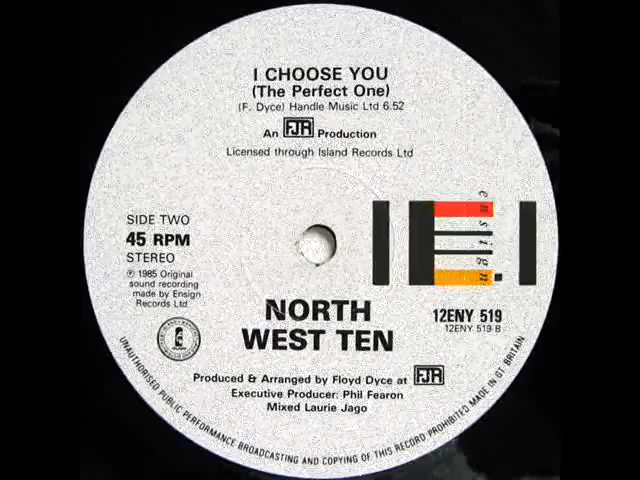 I CHOOSE YOU
(The Perfect One)
(F. Dyce) Handle Music Ltd 6.52
An FJR Production
Licensed through Island Records Ltd
ensign
SIDE TWO
45 RPM
STEREO
℗ 1985 Original
sound recording
made by Ensign
Records Ltd
12ENY 519
12ENY 519 B
NORTH
WEST TEN
Produced & Arranged by Floyd Dyce at FJR
Executive Producer: Phil Fearon
Mixed Laurie Jago
UNAUTHORISED PUBLIC PERFORMANCE BROADCASTING AND COPYING OF THIS RECORD PROHIBITED MADE IN GT BRITAIN